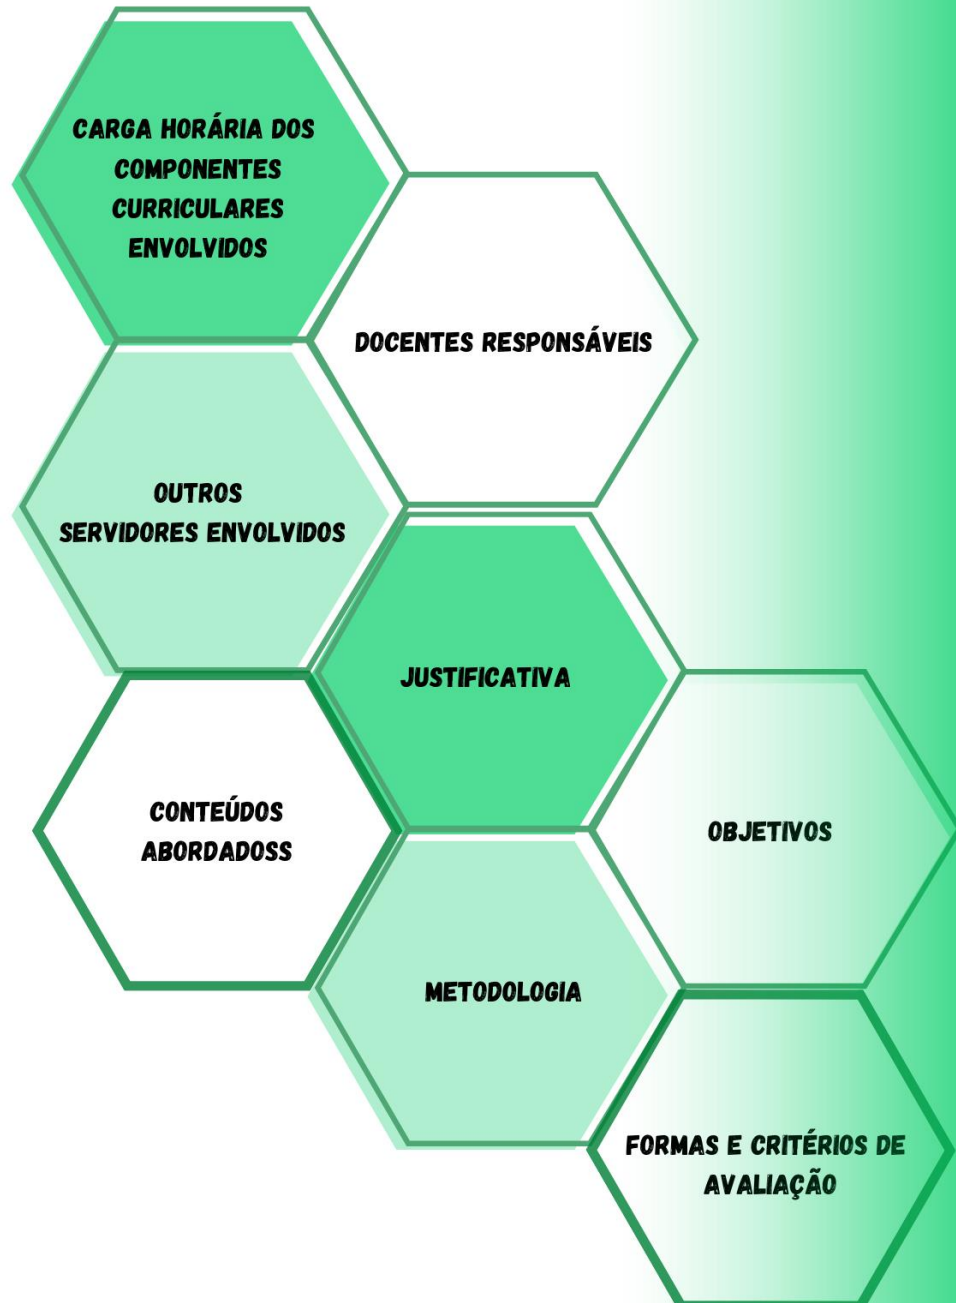 CARGA HORÁRIA DOS
COMPONENTES
CURRICULARES
ENVOLVIDOS
DOCENTES RESPONSÁVEIS
OUTROS
SERVIDORES ENVOLVIDOS
JUSTIFICATIVA
CONTEÚDOS
ABORDADOSS
OBJETIVOS
METODOLOGIA
FORMAS E CRITÉRIOS DE
AVALIAÇÃO